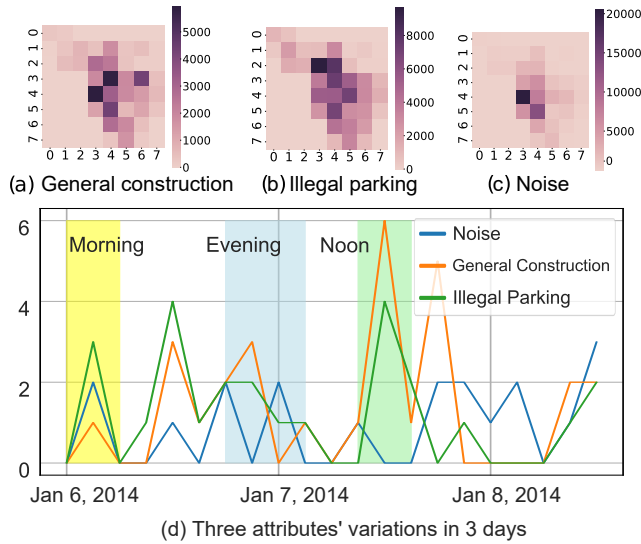 0 1 2 3 4 5 6 7
0 1 2 3 4 5 6 7
5000
4000
3000
2000
1000
0
(a) General construction
0 1 2 3 4 5 6 7
0 1 2 3 4 5 6 7
8000
6000
4000
2000
0
(b) Illegal parking
0 1 2 3 4 5 6 7
0 1 2 3 4 5 6 7
20000
15000
10000
5000
0
(c) Noise
6
4
2
0
Morning
Evening
Noon
Noise
General Construction
Illegal Parking
Jan 6, 2014
Jan 7, 2014
Jan 8, 2014
(d) Three attributes' variations in 3 days